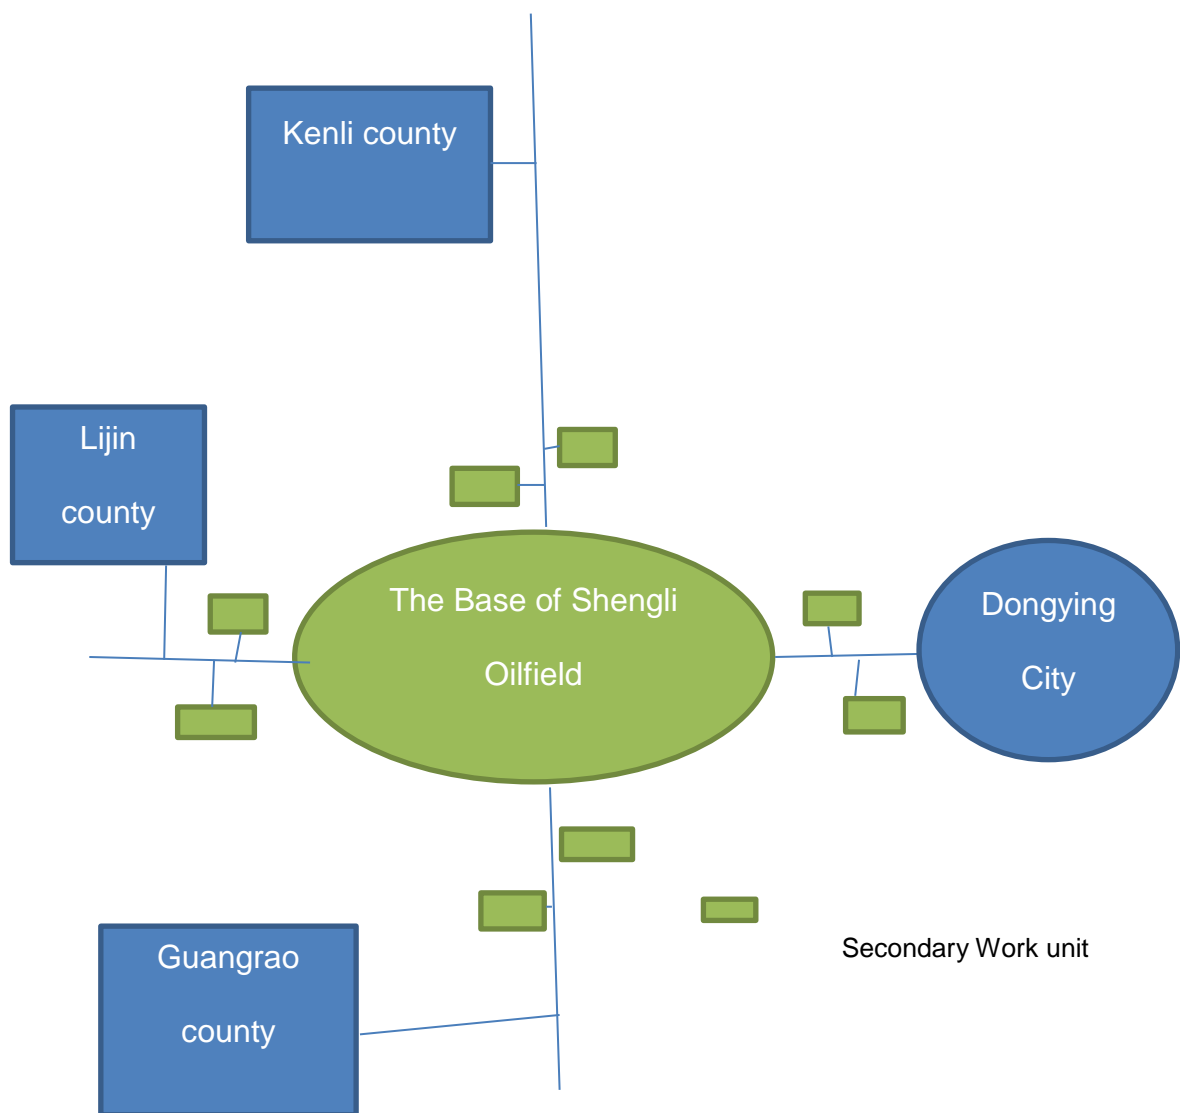 Kenli county
Lijin
county
The Base of Shengli
Oilfield
Dongying
City
Guangrao
county
Secondary Work unit